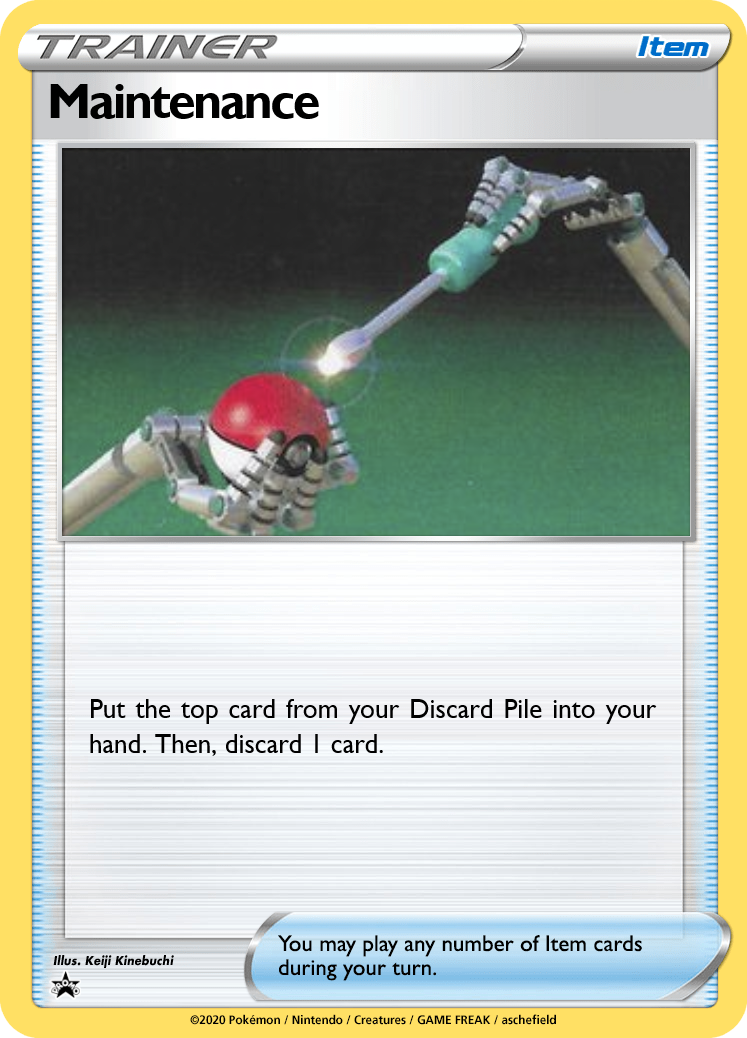 TRAINER
Item
Maintenance
Put the top card from your Discard Pile into your
hand. Then, discard 1 card.
You may play any number of Item cards
during your turn.
Illus. Keiji Kinebuchi
PROMO
©2020 Pokémon / Nintendo / Creatures / GAME FREAK / aschefield